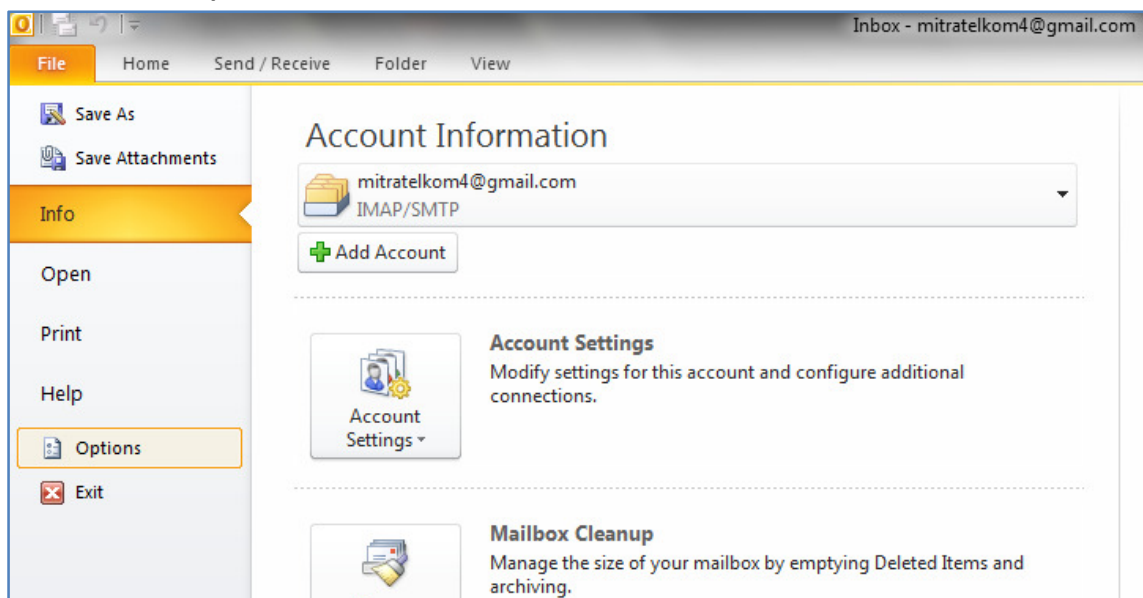 Inbox - mitratelkom4@gmail.com
File Home Send / Receive Folder View
Save As
Save Attachments
Info
Open
Print
Help
Options
Exit
Account Information
mitratelkom4@gmail.com
IMAP/SMTP
Add Account
Account Settings
Account Settings
Modify settings for this account and configure additional
connections.
Mailbox Cleanup
Manage the size of your mailbox by emptying Deleted Items and
archiving.